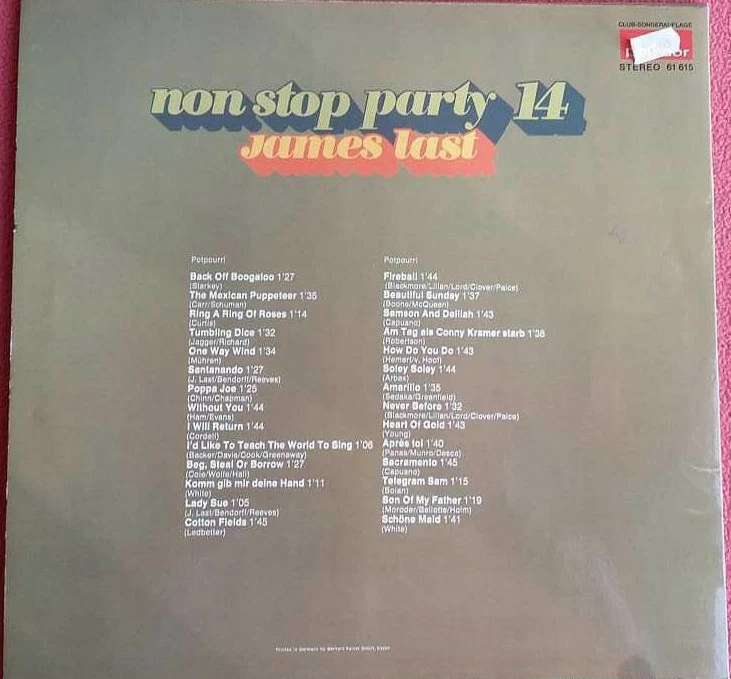 CLUB-SONDERAUFLAGE
STEREO 61 615
non stop party 14
James last
Potpourri
Back Off Boogaloo 1'27
(Starkey)
The Mexican Puppeteer 1'35
(Carr/Schuman)
Ring A Ring Of Roses 1'14
(Curtis)
Tumbling Dice 1'32
(Jagger/Richard)
One Way Wind 1'34
(Mühren)
Santanando 1'27
(J. Last/Bendorff/Reeves)
Poppa Joe 1'25
(Chinn/Chapman)
Without You 1'44
(Ham/Evans)
I Will Return 1'44
(Cordell)
I'd Like To Teach The World To Sing 1'06
(Backer/Davis/Cook/Greenaway)
Beg, Steal Or Borrow 1'27
(Cole/Wolfe/Hall)
Komm gib mir deine Hand 1'11
(White)
Lady Sue 1'05
(J. Last/Bendorff/Reeves)
Cotton Fields 1'45
(Ledbetter)
Potpourri
Fireball 1'44
(Blackmore/Lillan/Lord/Glover/Paice)
Beautiful Sunday 1'37
(Boone/McQueen)
Samson And Delilah 1'43
(Capuano)
Am Tag als Conny Kramer starb 1'38
(Robertson)
How Do You Do 1'43
(Hemert/v. Hoof)
Soley Soley 1'44
(Arbex)
Amarillo 1'35
(Sedaka/Greenfield)
Never Before 1'32
(Blackmore/Lillan/Lord/Glover/Paice)
Heart Of Gold 1'43
(Young)
Après toi 1'40
(Panas/Munro/Desca)
Sacramento 1'45
(Capuano)
Telegram Sam 1'15
(Bolan)
Son Of My Father 1'19
(Moroder/Bellotte/Holm)
Schöne Maid 1'41
(White)
Printed in Germany by Gerhard Kaiser GmbH, Essen